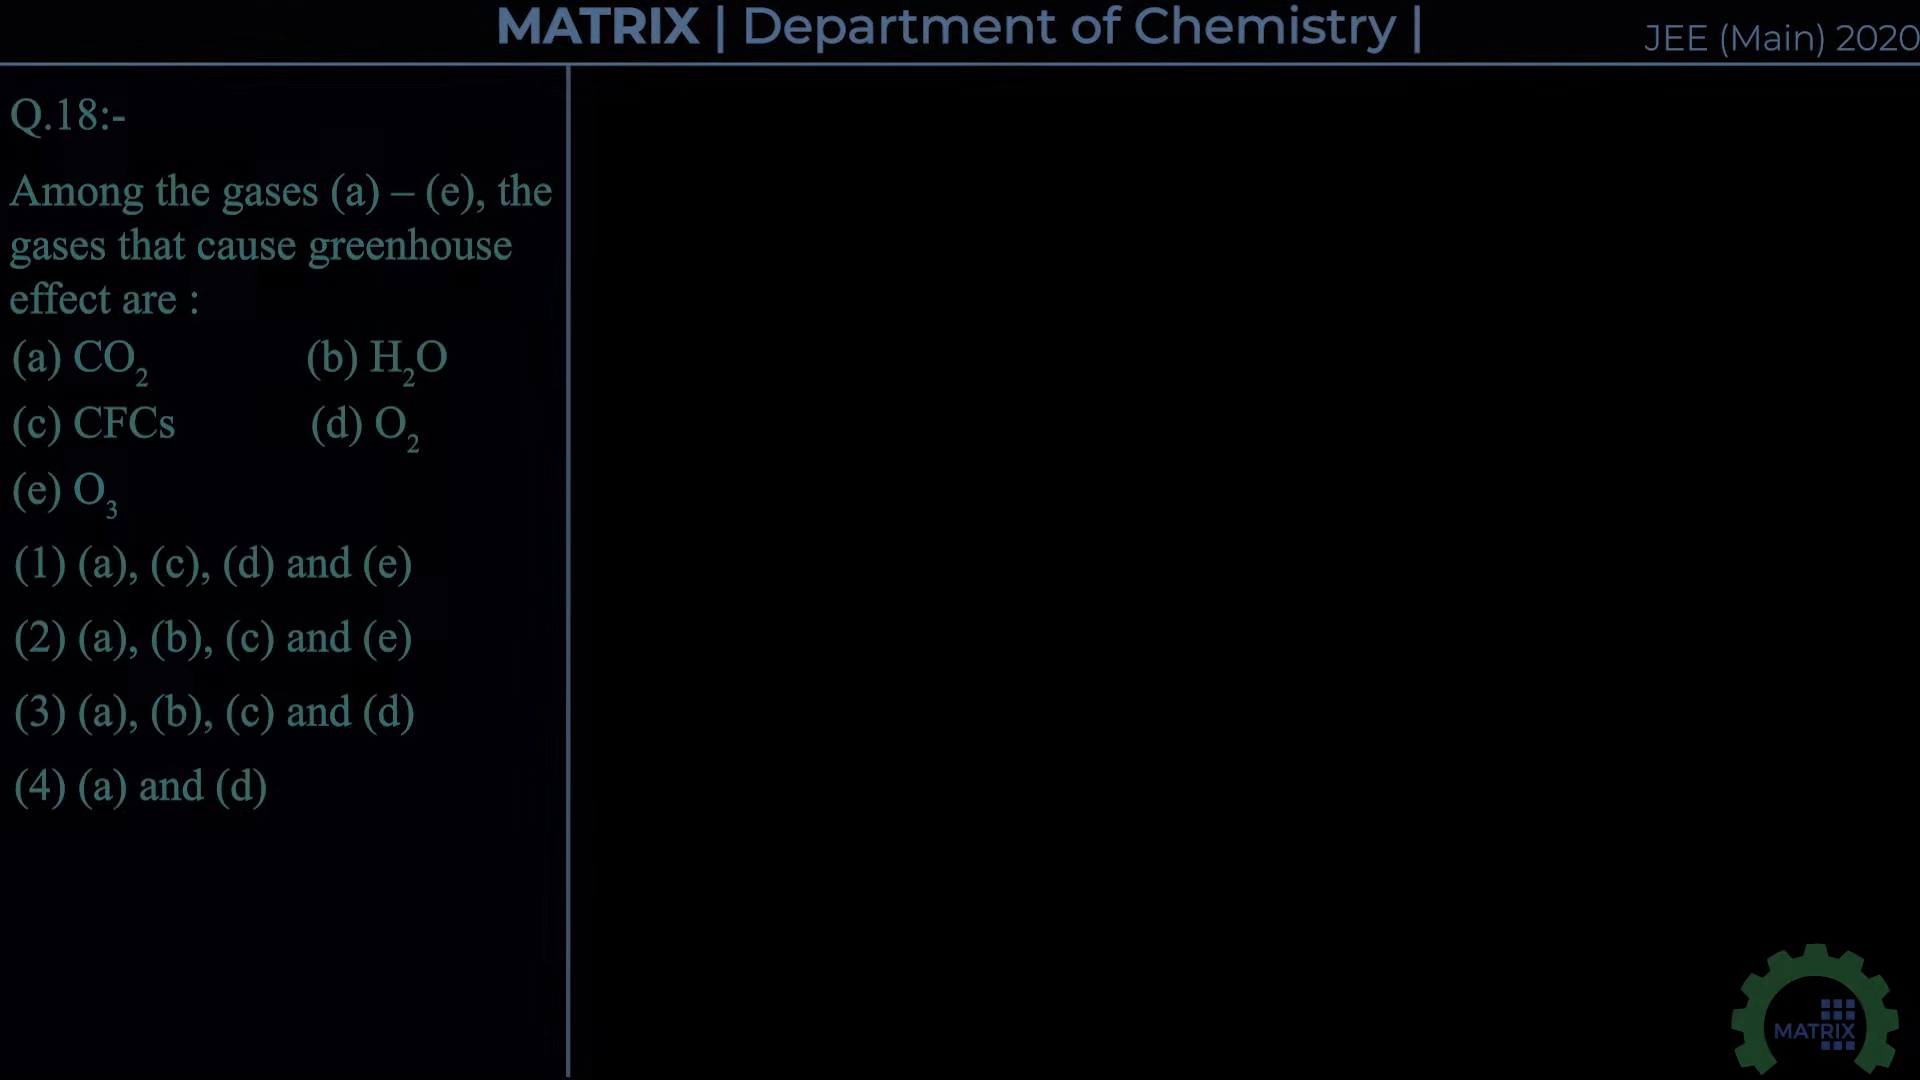 MATRIX | Department of Chemistry |
JEE (Main) 2020
Q.18:-
Among the gases (a) – (e), the
gases that cause greenhouse
effect are :
(a) CO₂ (b) H₂O
(c) CFCs (d) O₂
(e) O₃
(1) (a), (c), (d) and (e)
(2) (a), (b), (c) and (e)
(3) (a), (b), (c) and (d)
(4) (a) and (d)
MATRIX